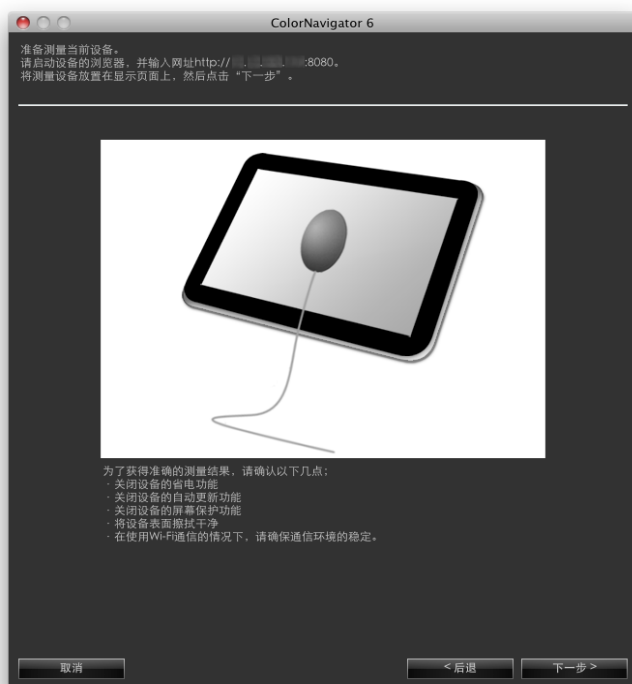 ColorNavigator 6
准备测量当前设备。
请启动设备的浏览器，并输入网址http:// . . . :8080。
将测量设备放置在显示页面上，然后点击“下一步”。
为了获得准确的测量结果，请确认以下几点；
·关闭设备的省电功能
·关闭设备的自动更新功能
·关闭设备的屏幕保护功能
·将设备表面擦拭干净
·在使用Wi-Fi通信的情况下，请确保通信环境的稳定。
取消
<后退
下一步>